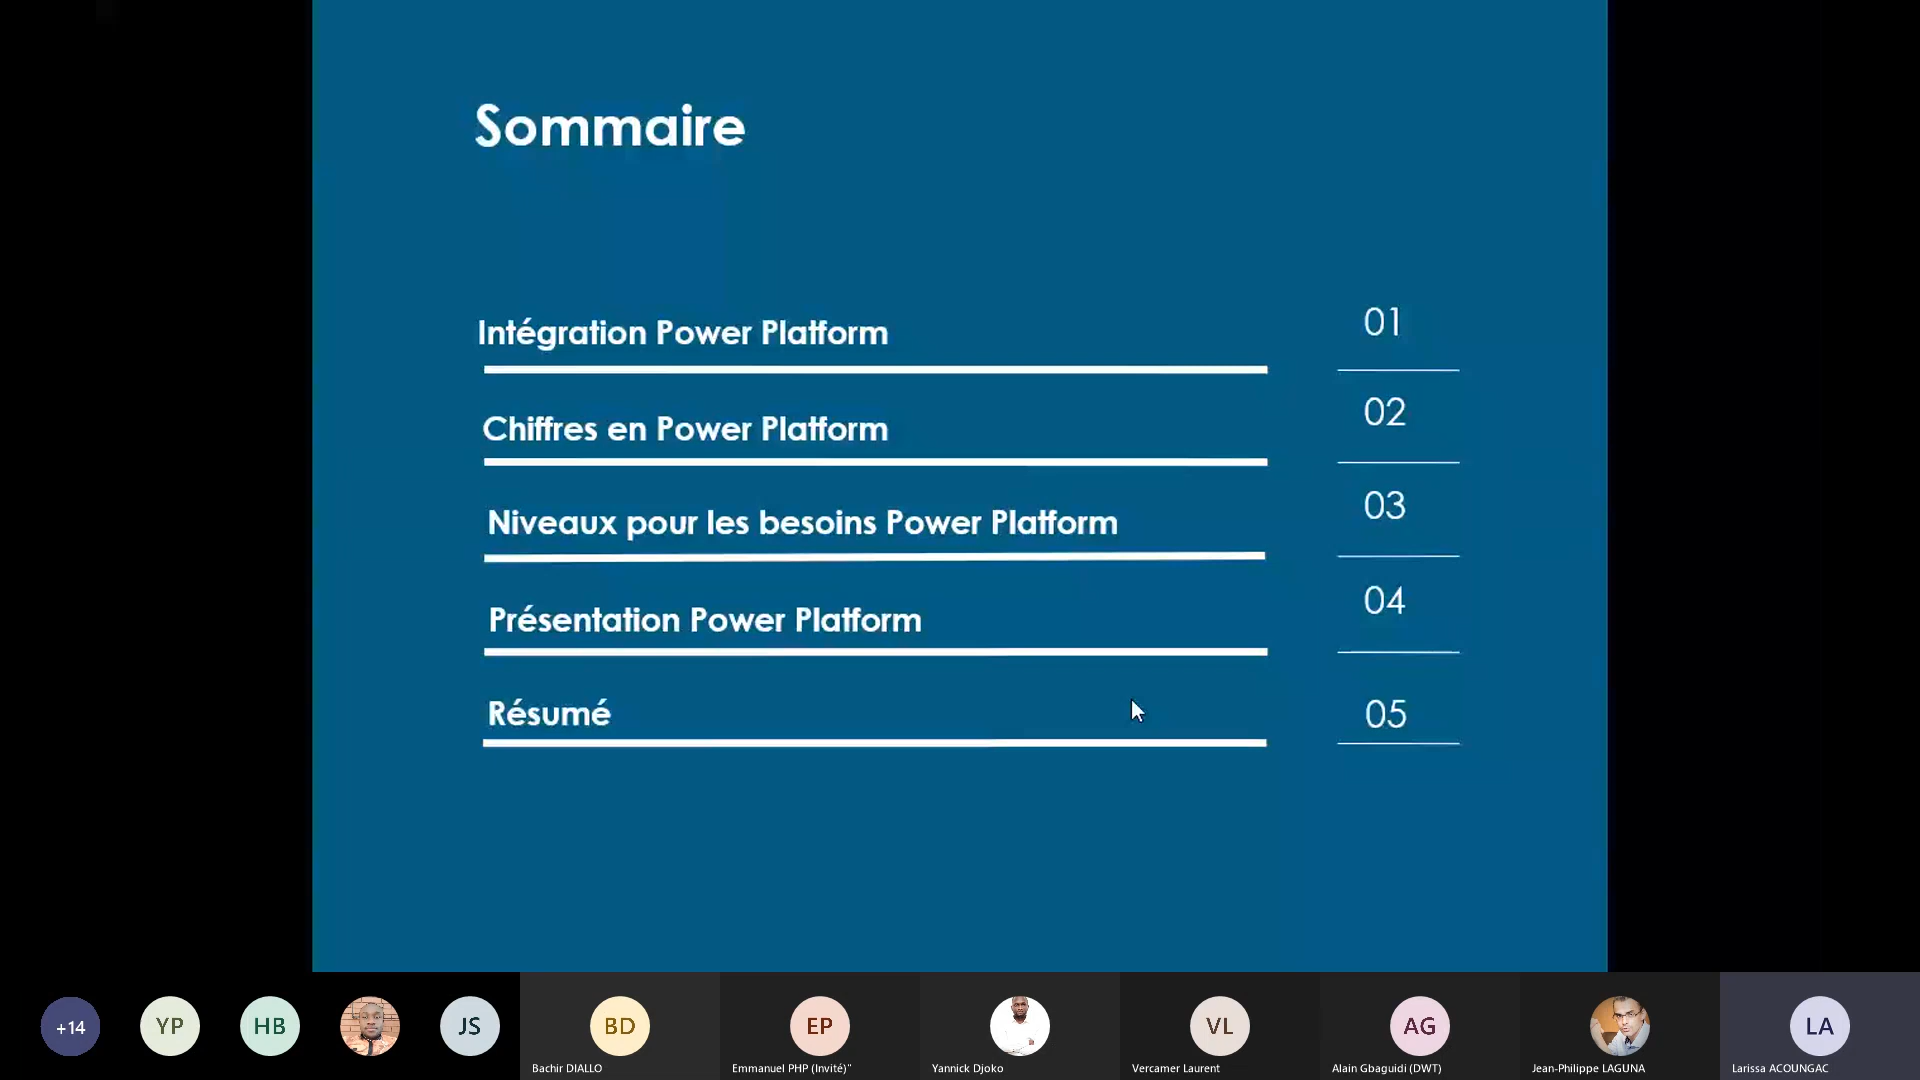 Sommaire
Intégration Power Platform 01
Chiffres en Power Platform 02
Niveaux pour les besoins Power Platform 03
Présentation Power Platform 04
Résumé 05
+14 YP HB JS BD EP VL AG LA
Bachir DIALLO Emmanuel PHP (Invité)" Yannick Djoko Vercamer Laurent Alain Gbaguidi (DWT) Jean-Philippe LAGUNA Larissa ACOUNGAC